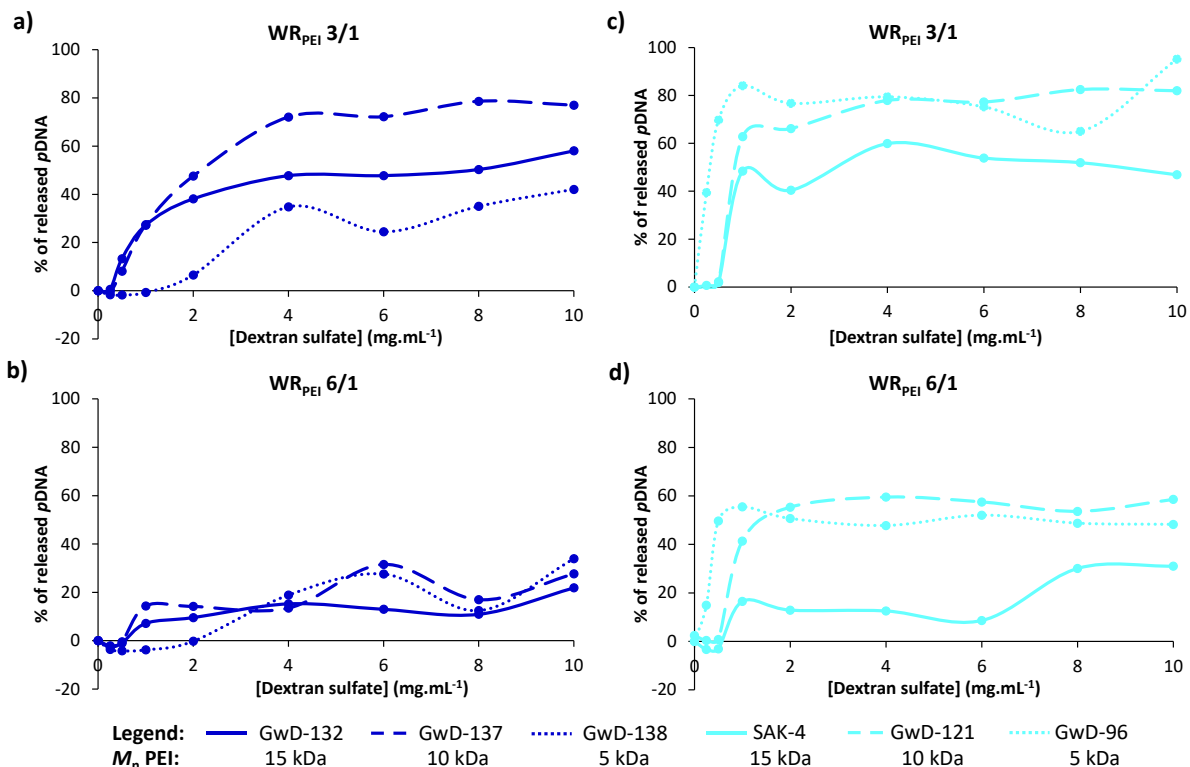 a)
WR_PEI 3/1
% of released pDNA
100
80
60
40
20
0
-20
0 2 4 6 8 10
[Dextran sulfate] (mg.mL⁻¹)
c)
WR_PEI 3/1
% of released pDNA
100
80
60
40
20
0
0 2 4 6 8 10
[Dextran sulfate] (mg.mL⁻¹)
b)
WR_PEI 6/1
% of released pDNA
100
80
60
40
20
0
-20
0 2 4 6 8 10
[Dextran sulfate] (mg.mL⁻¹)
d)
WR_PEI 6/1
% of released pDNA
100
80
60
40
20
0
-20
0 2 4 6 8 10
[Dextran sulfate] (mg.mL⁻¹)
Legend: GwD-132 GwD-137 GwD-138 SAK-4 GwD-121 GwD-96
Mₙ PEI: 15 kDa 10 kDa 5 kDa 15 kDa 10 kDa 5 kDa